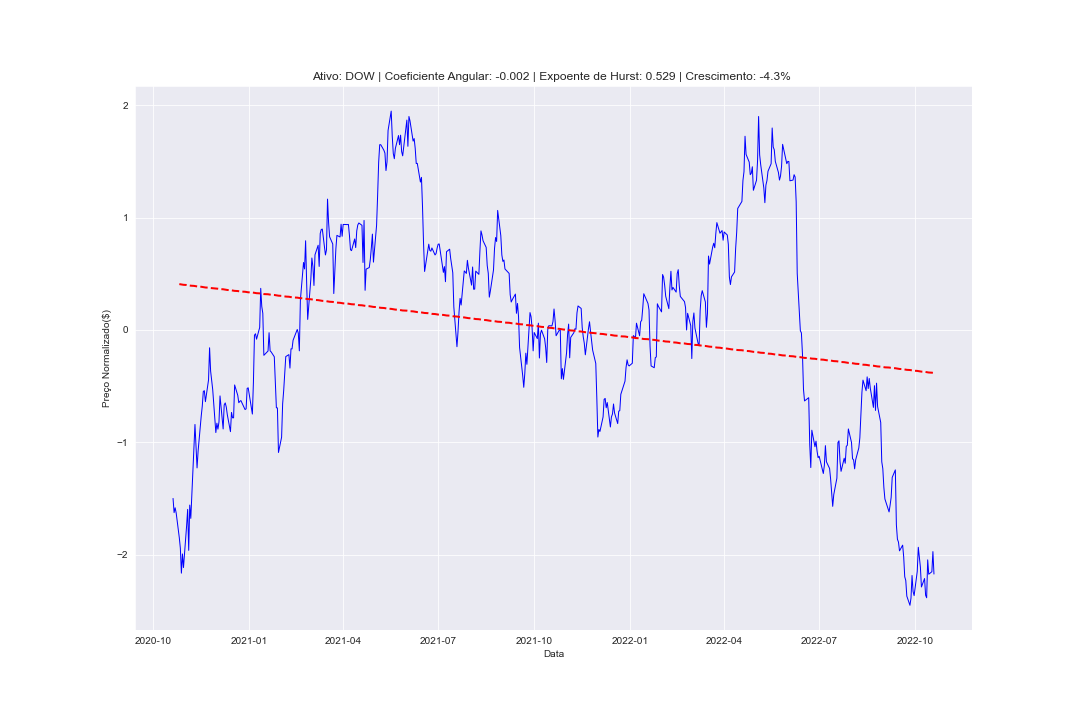 Ativo: DOW | Coeficiente Angular: -0.002 | Expoente de Hurst: 0.529 | Crescimento: -4.3%
Preço Normalizado($)
2
1
0
−1
−2
2020-10 2021-01 2021-04 2021-07 2021-10 2022-01 2022-04 2022-07 2022-10
Data